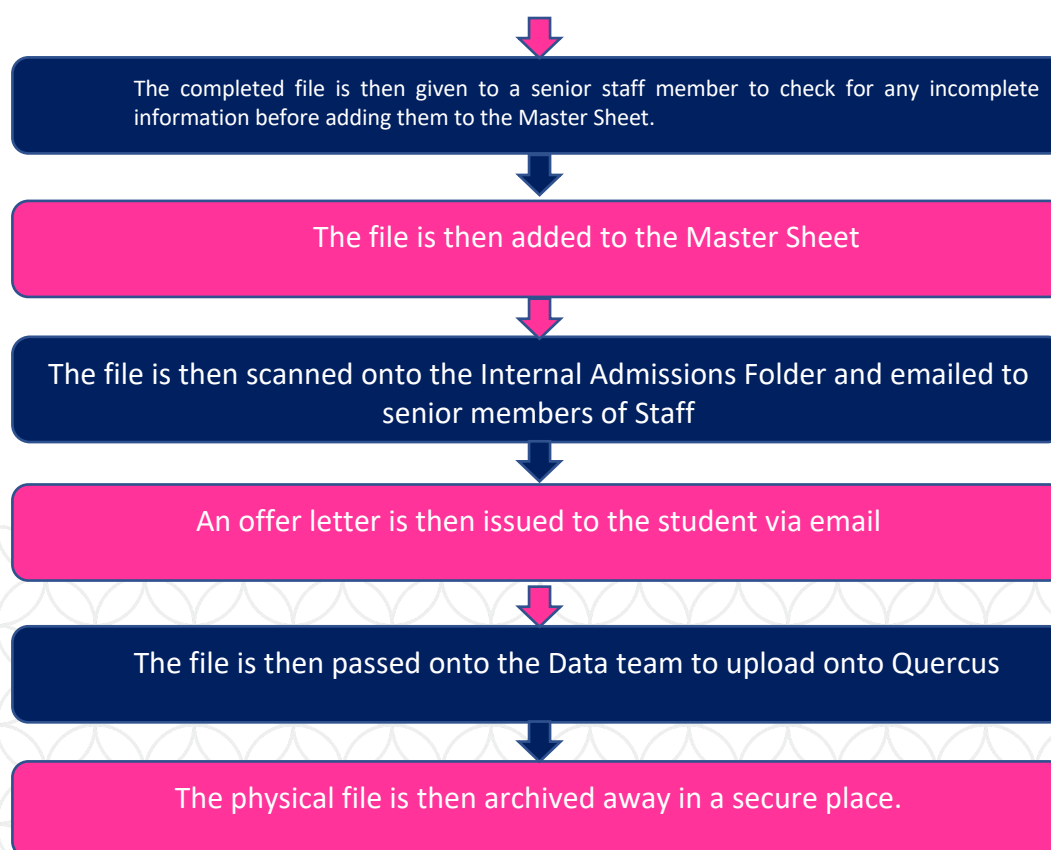 The completed file is then given to a senior staff member to check for any incomplete
information before adding them to the Master Sheet.
The file is then added to the Master Sheet
The file is then scanned onto the Internal Admissions Folder and emailed to
senior members of Staff
An offer letter is then issued to the student via email
The file is then passed onto the Data team to upload onto Quercus
The physical file is then archived away in a secure place.